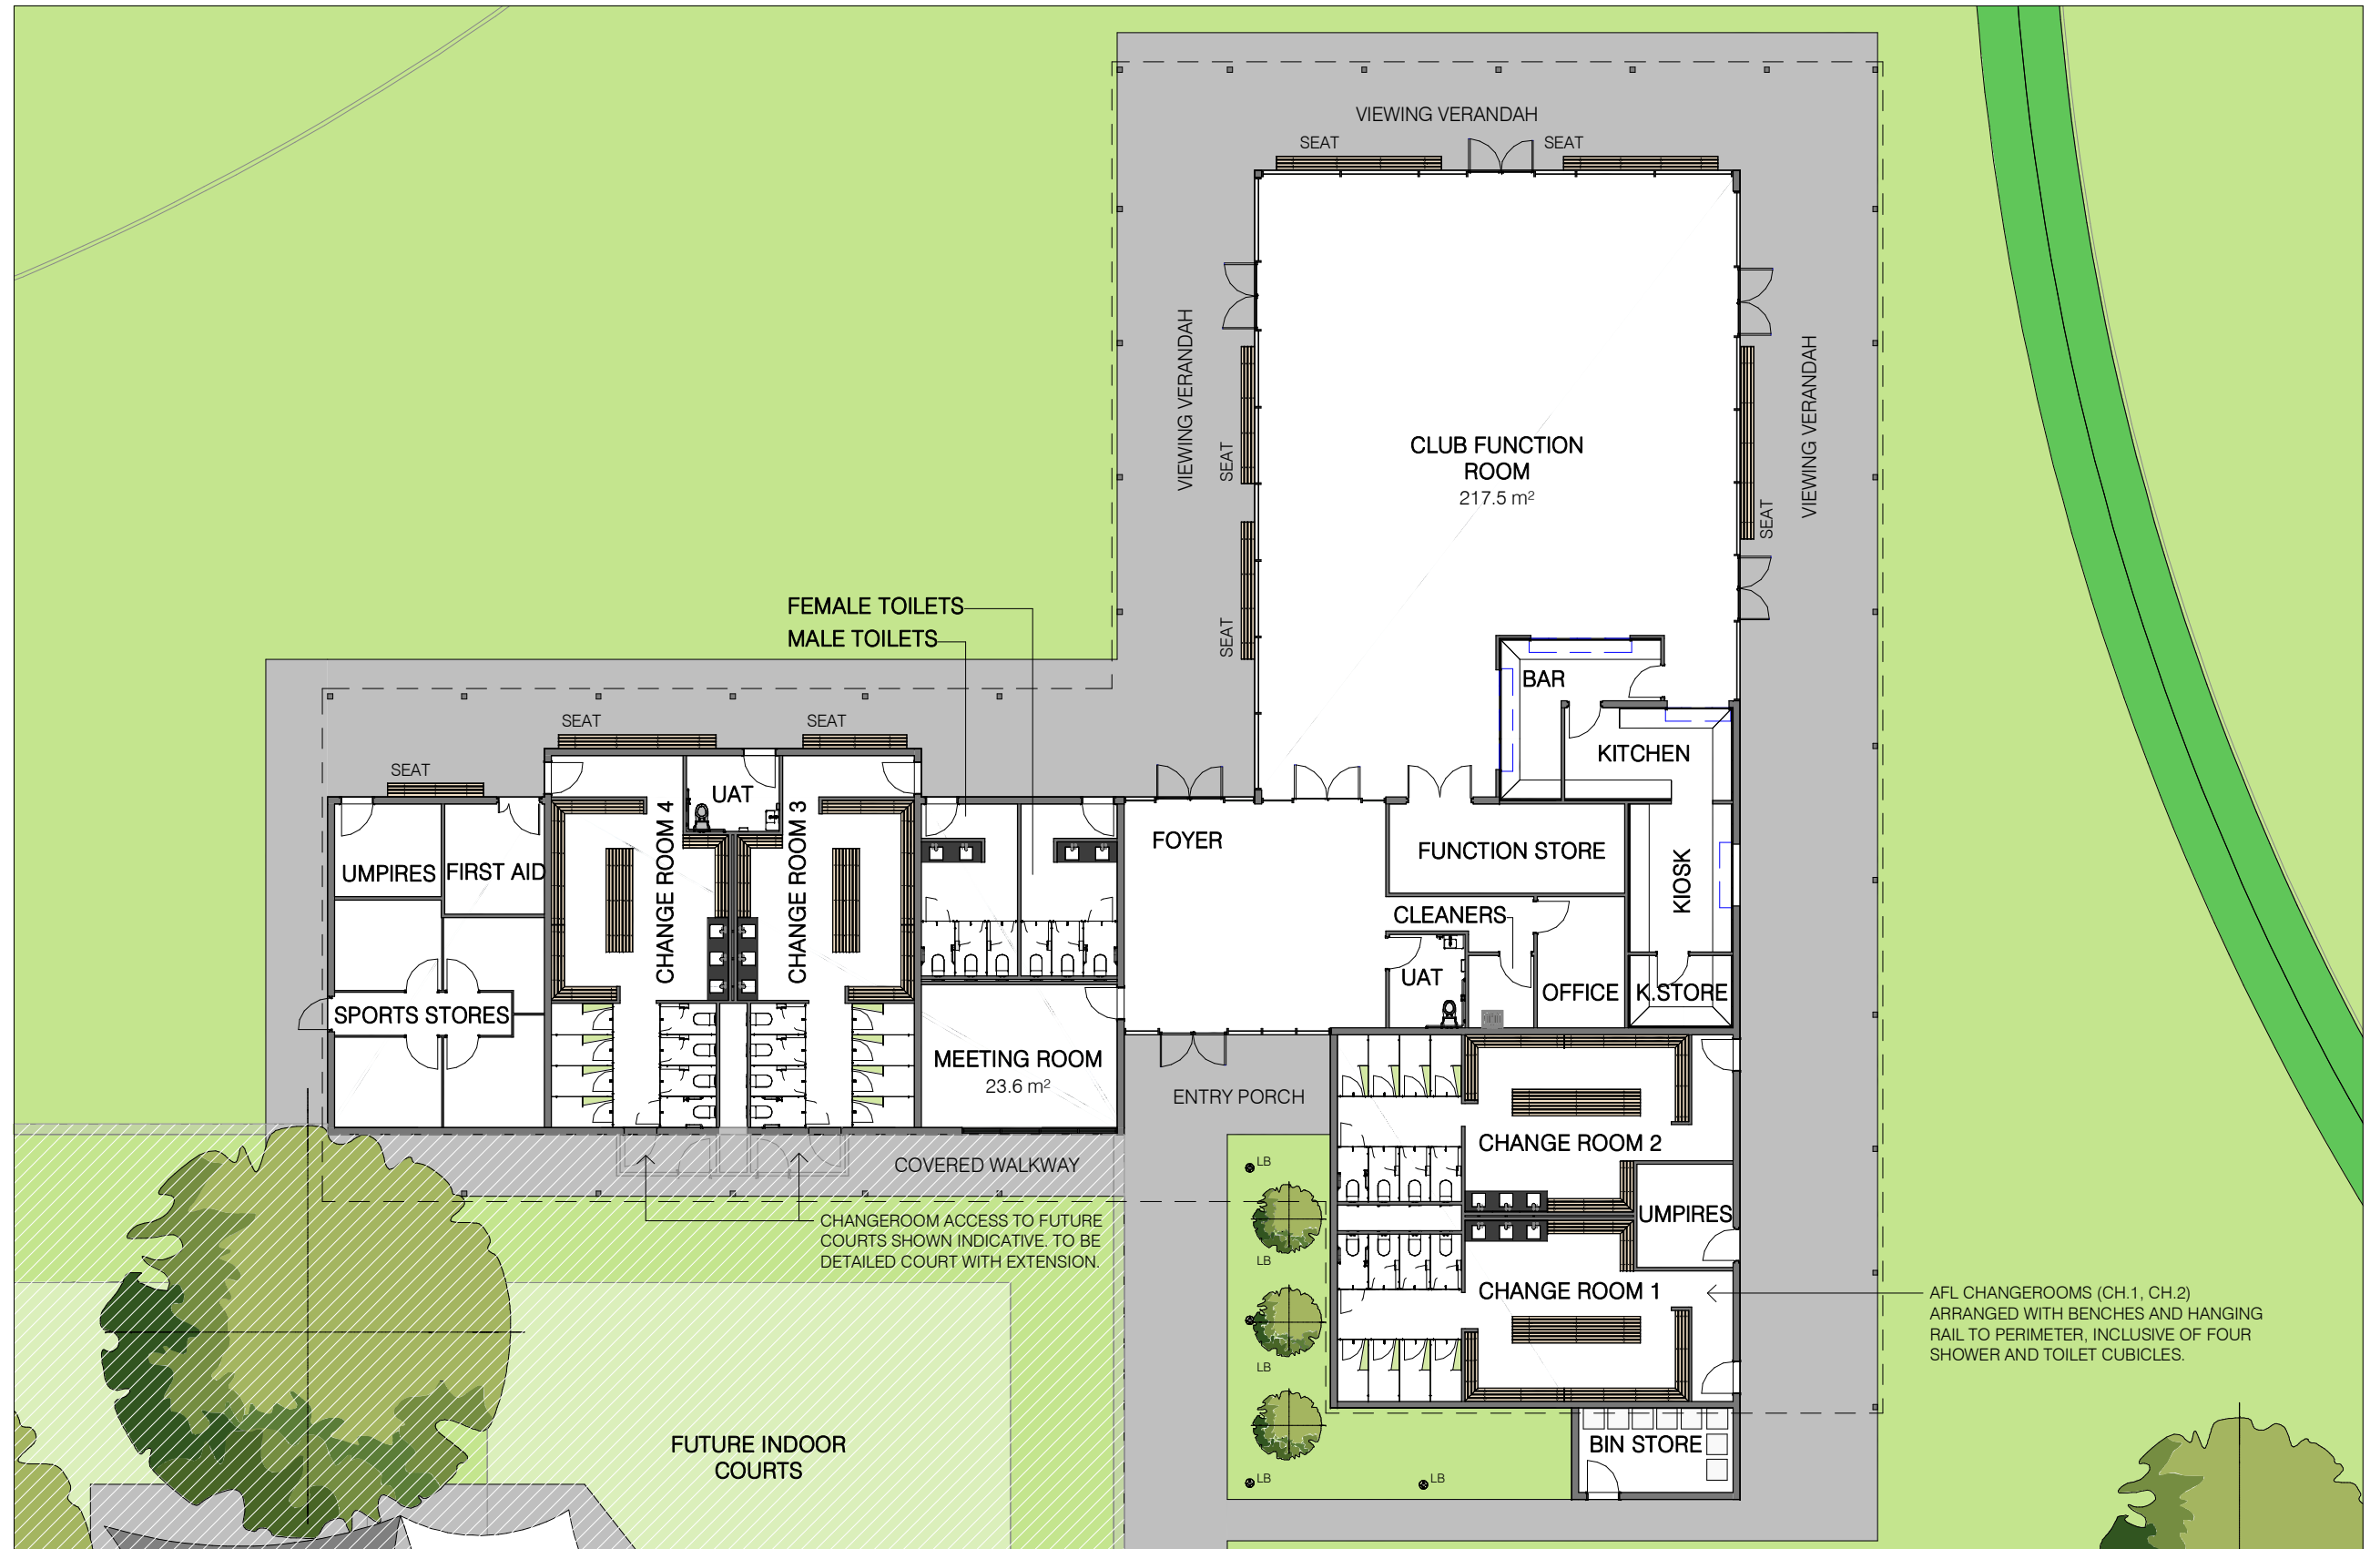 VIEWING VERANDAH
SEAT
SEAT
VIEWING VERANDAH
SEAT
SEAT
VIEWING VERANDAH
SEAT
CLUB FUNCTION
ROOM
217.5 m²
FEMALE TOILETS
MALE TOILETS
BAR
KITCHEN
SEAT
SEAT
SEAT
UAT
CHANGE ROOM 4
CHANGE ROOM 3
UMPIRES
FIRST AID
SPORTS STORES
FOYER
FUNCTION STORE
KIOSK
CLEANERS
UAT
OFFICE
K.STORE
MEETING ROOM
23.6 m²
ENTRY PORCH
COVERED WALKWAY
CHANGEROOM ACCESS TO FUTURE
COURTS SHOWN INDICATIVE. TO BE
DETAILED COURT WITH EXTENSION.
CHANGE ROOM 2
UMPIRES
CHANGE ROOM 1
LB
LB
LB
LB
LB
AFL CHANGEROOMS (CH.1, CH.2)
ARRANGED WITH BENCHES AND HANGING
RAIL TO PERIMETER, INCLUSIVE OF FOUR
SHOWER AND TOILET CUBICLES.
BIN STORE
FUTURE INDOOR
COURTS